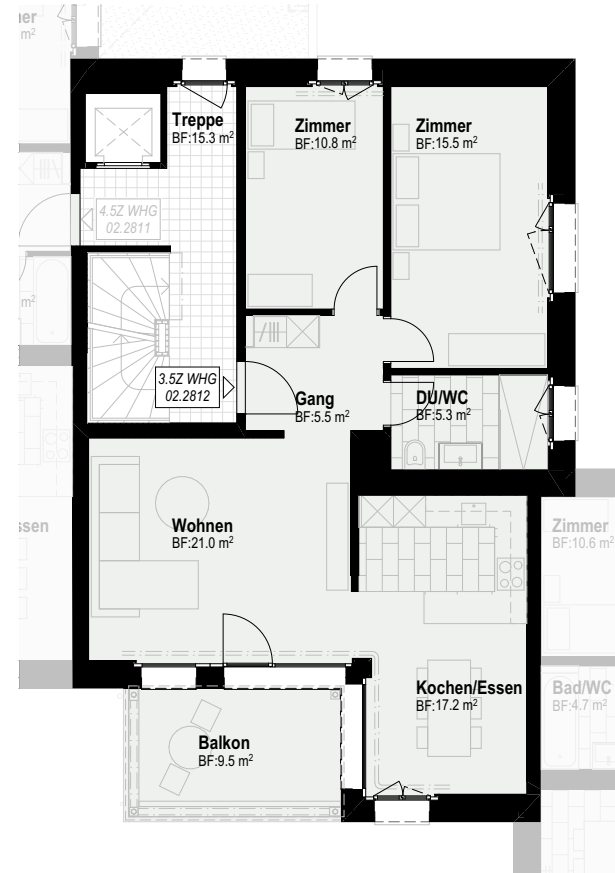 ner
m²
Treppe
BF:15.3 m²
Zimmer
BF:10.8 m²
Zimmer
BF:15.5 m²
4.5Z WHG
02.2811
m²
3.5Z WHG
02.2812
Gang
BF:5.5 m²
DU/WC
BF:5.3 m²
ssen
Wohnen
BF:21.0 m²
Zimmer
BF:10.6 m²
Kochen/Essen
BF:17.2 m²
Bad/WC
BF:4.7 m²
Balkon
BF:9.5 m²